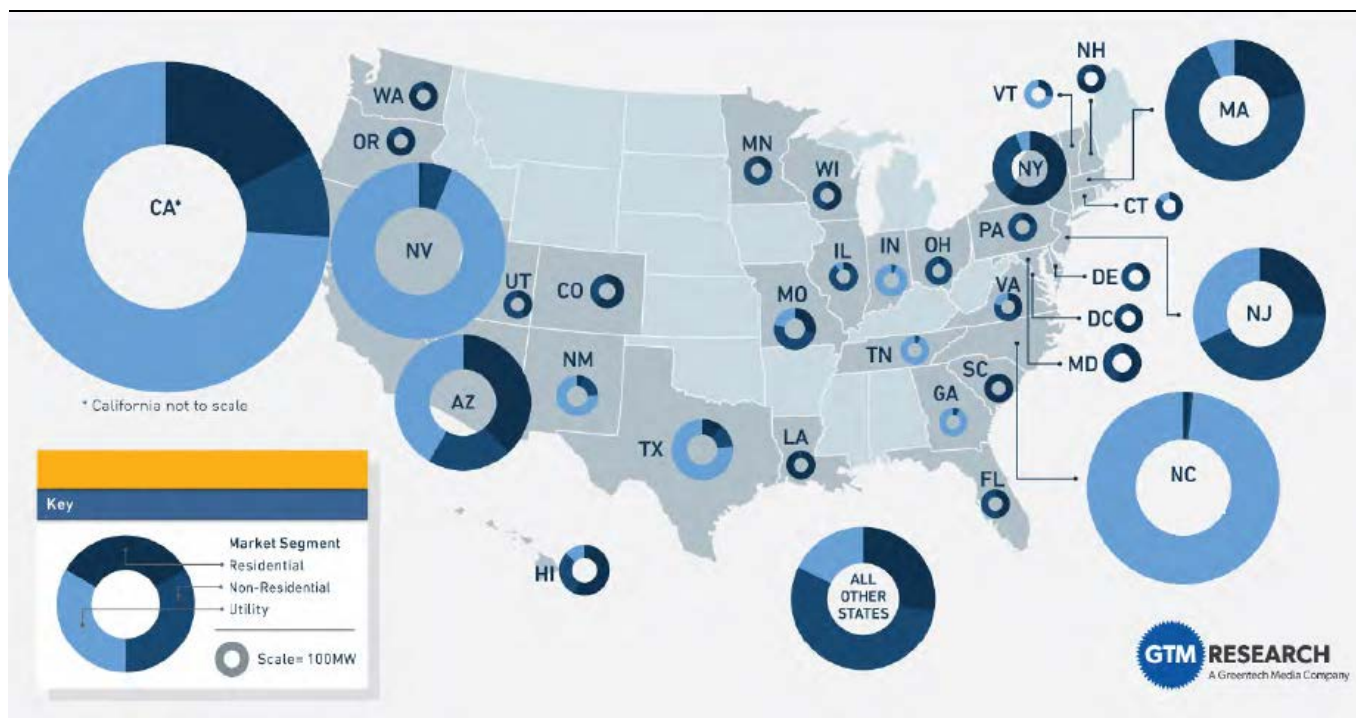 CA*
* California not to scale
WA
OR
NV
UT
CO
AZ
NM
TX
MN
WI
IL
IN
OH
MO
TN
LA
GA
SC
FL
HI
VA
PA
NY
VT
NH
MA
CT
NJ
DE
DC
MD
NC
ALL
OTHER
STATES
Key
Market Segment
Residential
Non-Residential
Utility
Scale= 100MW
GTM RESEARCH
A Greentech Media Company